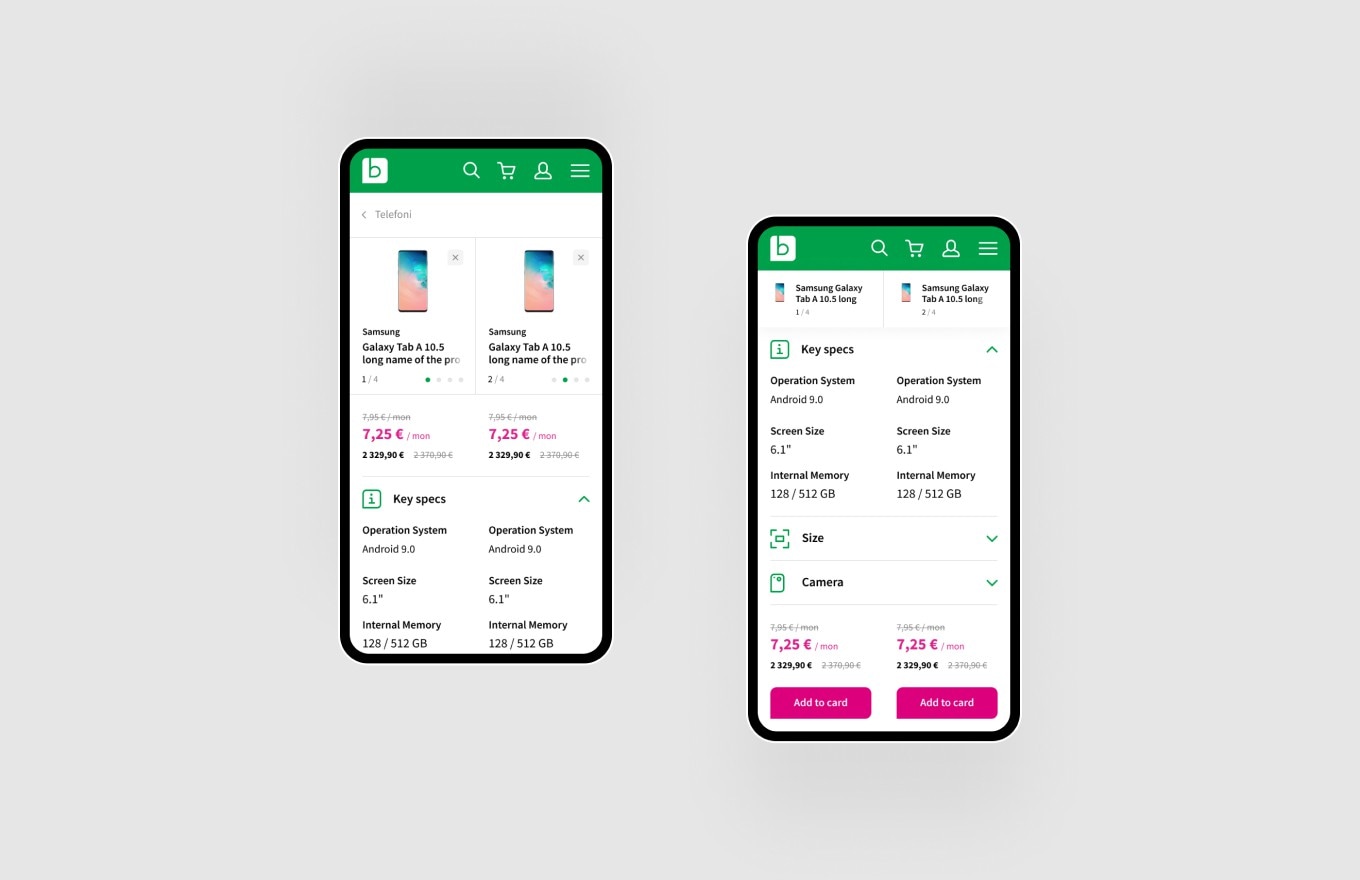 b
Telefoni
Samsung
Galaxy Tab A 10.5
long name of the pro
1 / 4
Samsung
Galaxy Tab A 10.5
long name of the pro
2 / 4
7,95 € / mon
7,25 € / mon
2 329,90 € 2 370,90 €
7,95 € / mon
7,25 € / mon
2 329,90 € 2 370,90 €
Key specs
Operation System
Android 9.0
Operation System
Android 9.0
Screen Size
6.1"
Screen Size
6.1"
Internal Memory
128 / 512 GB
Internal Memory
128 / 512 GB
b
Samsung Galaxy
Tab A 10.5 long
1 / 4
Samsung Galaxy
Tab A 10.5 long
2 / 4
Key specs
Operation System
Android 9.0
Operation System
Android 9.0
Screen Size
6.1"
Screen Size
6.1"
Internal Memory
128 / 512 GB
Internal Memory
128 / 512 GB
Size
Camera
7,95 € / mon
7,25 € / mon
2 329,90 € 2 370,90 €
7,95 € / mon
7,25 € / mon
2 329,90 € 2 370,90 €
Add to card
Add to card